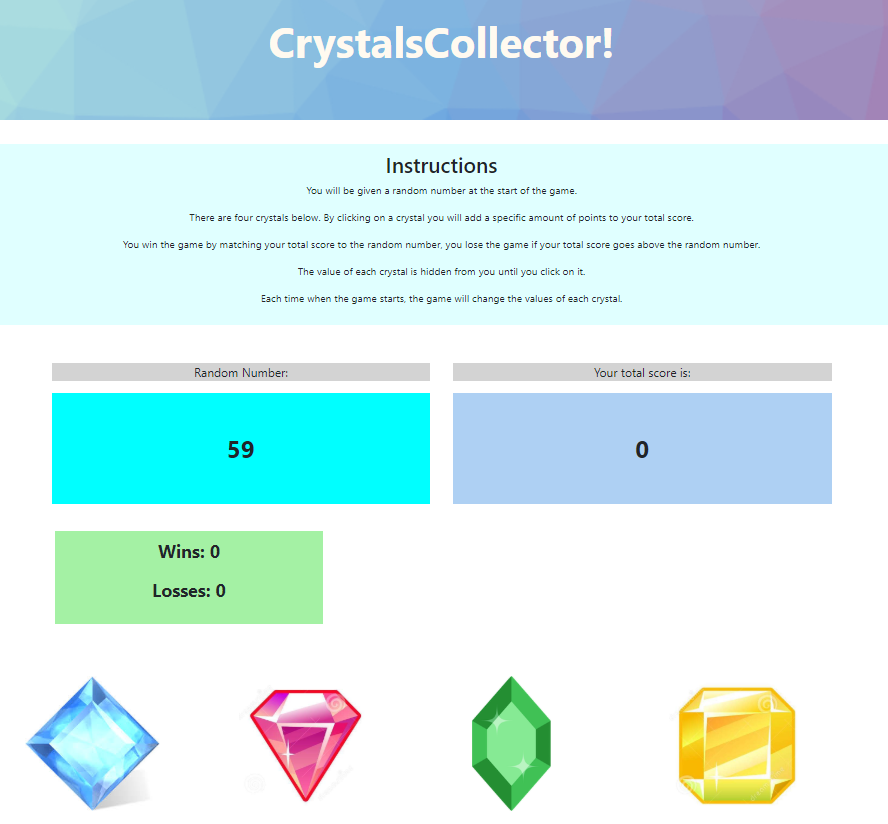 CrystalsCollector!
Instructions
You will be given a random number at the start of the game.
There are four crystals below. By clicking on a crystal you will add a specific amount of points to your total score.
You win the game by matching your total score to the random number, you lose the game if your total score goes above the random number.
The value of each crystal is hidden from you until you click on it.
Each time when the game starts, the game will change the values of each crystal.
Random Number:
Your total score is:
59
0
Wins: 0
Losses: 0